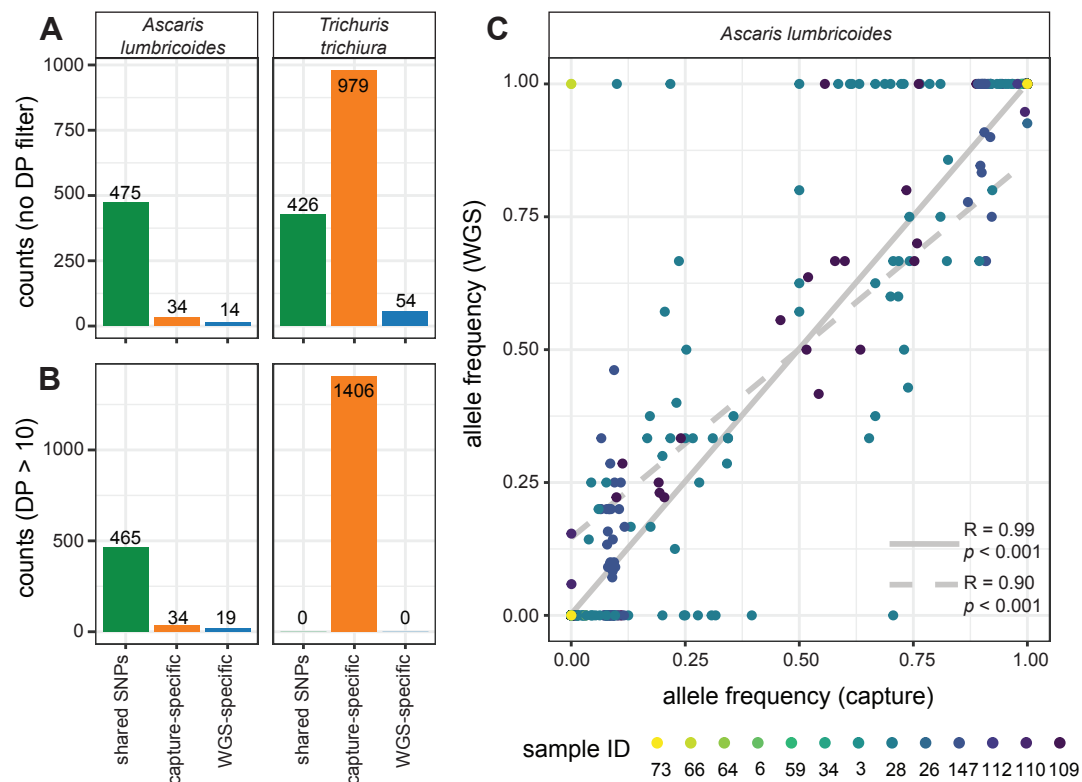 A
Ascaris
lumbricoides
Trichuris
trichiura
counts (no DP filter)
1000
750
500
250
0
475
34
14
426
979
54
B
counts (DP > 10)
1000
500
0
465
34
19
0
1406
0
shared SNPs
capture-specific
WGS-specific
shared SNPs
capture-specific
WGS-specific
C
Ascaris lumbricoides
allele frequency (WGS)
1.00
0.75
0.50
0.25
0.00
R = 0.99
p < 0.001
R = 0.90
p < 0.001
0.00 0.25 0.50 0.75 1.00
allele frequency (capture)
sample ID
73 66 64 6 59 34 3 28 26 147 112 110 109